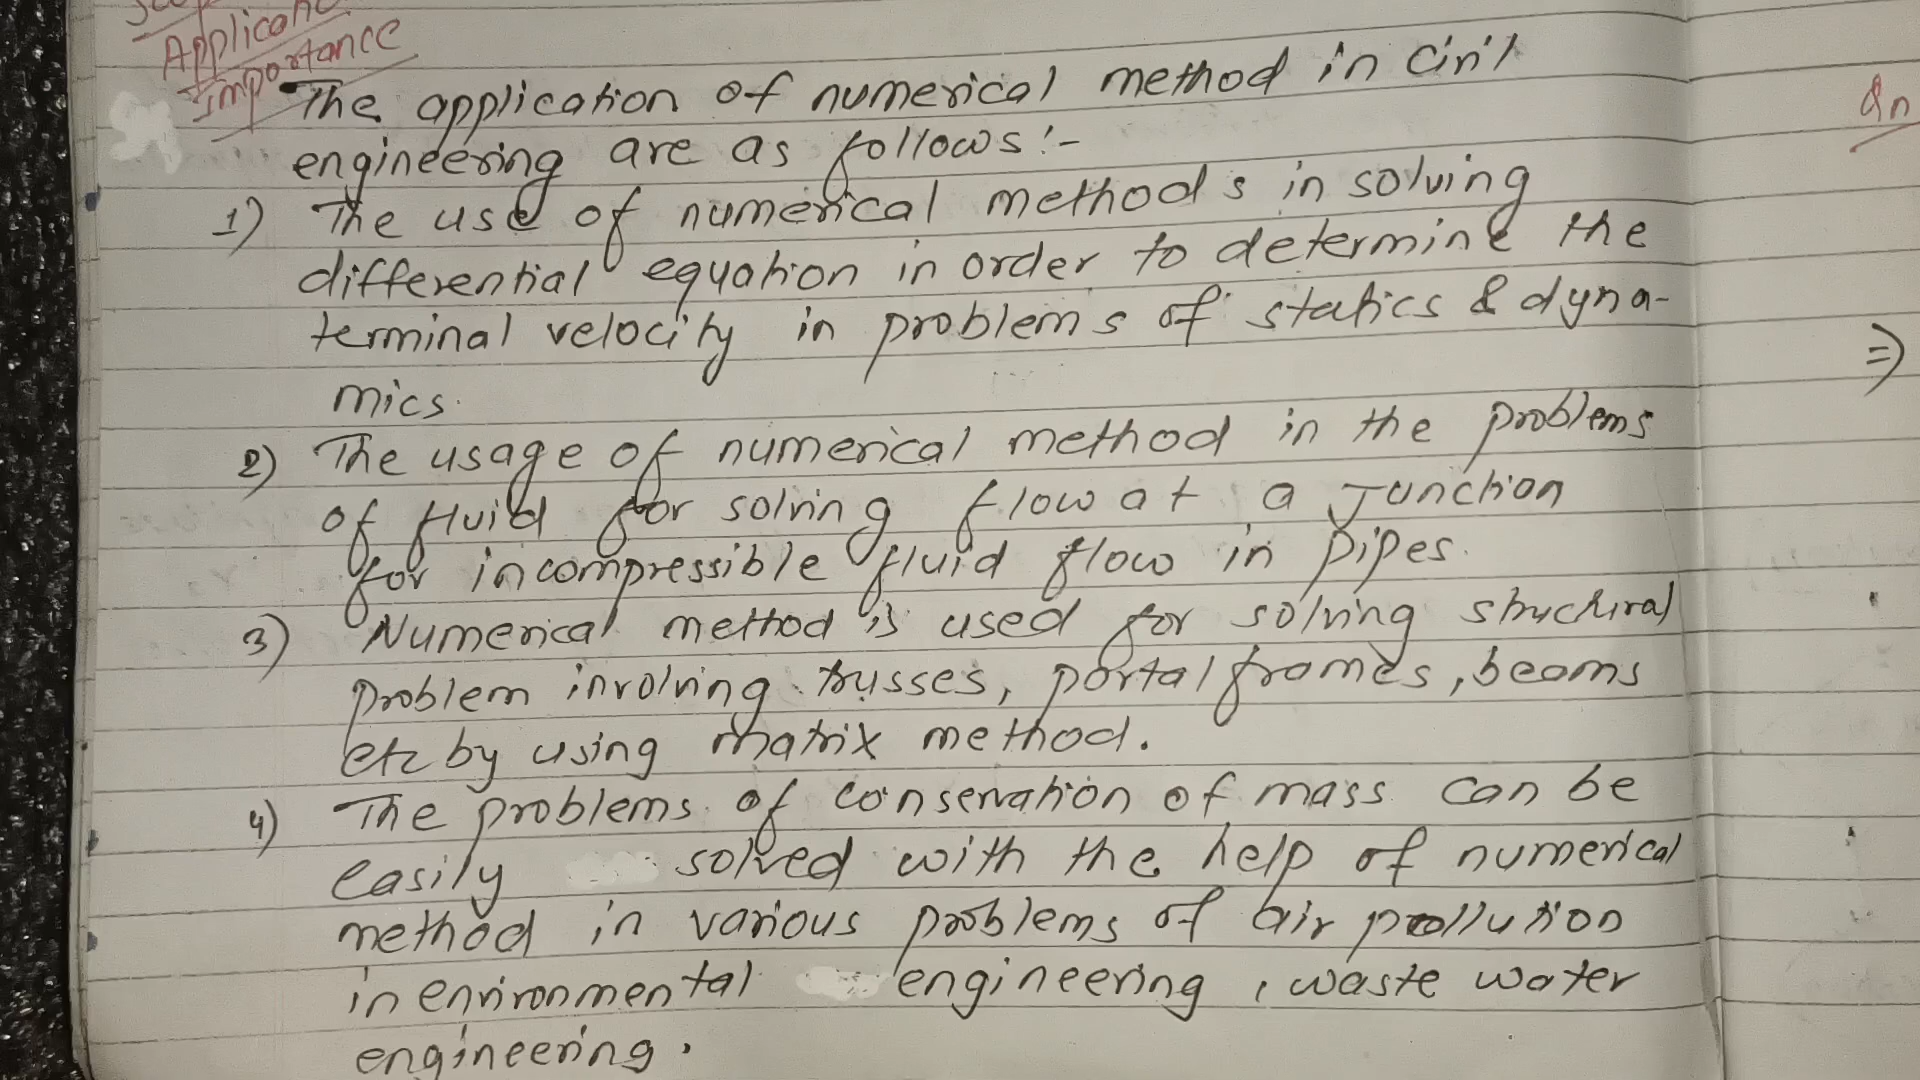 Importance
The application of numerical method in civil
engineering are as follows :-
1) The use of numerical methods in solving
differential equation in order to determine the
terminal velocity in problems of statics & dyna-
mics.
2) The usage of numerical method in the problems
of fluid for solving flow at a Junction
for incompressible fluid flow in pipes.
3) Numerical method is used for solving structural
problem involving trusses, portal frames, beams
etc by using matrix method.
4) The problems of conservation of mass can be
easily solved with the help of numerical
method in various problems of air pollution
in environmental engineering, waste water
engineering.
Qn
=)